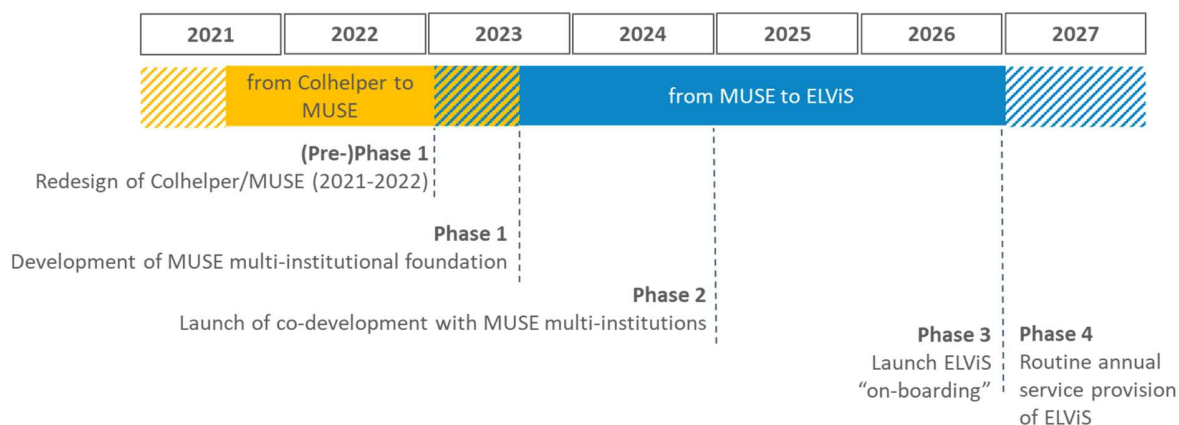 2021 2022 2023 2024 2025 2026 2027
from Colhelper to
MUSE
from MUSE to ELViS
(Pre-)Phase 1
Redesign of Colhelper/MUSE (2021-2022)
Phase 1
Development of MUSE multi-institutional foundation
Phase 2
Launch of co-development with MUSE multi-institutions
Phase 3
Launch ELViS
“on-boarding”
Phase 4
Routine annual
service provision
of ELViS